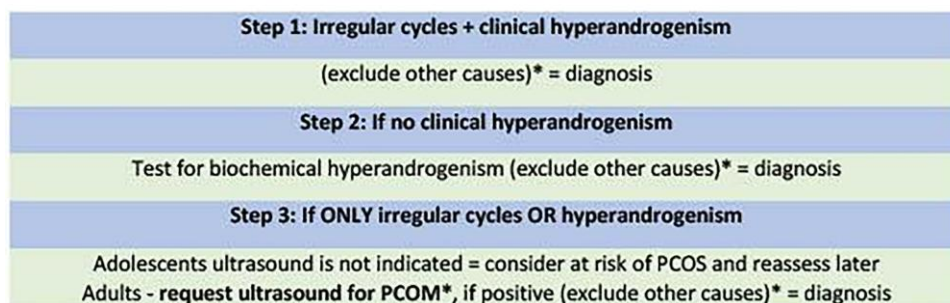 Step 1: Irregular cycles + clinical hyperandrogenism
(exclude other causes)* = diagnosis
Step 2: If no clinical hyperandrogenism
Test for biochemical hyperandrogenism (exclude other causes)* = diagnosis
Step 3: If ONLY irregular cycles OR hyperandrogenism
Adolescents ultrasound is not indicated = consider at risk of PCOS and reassess later
Adults - request ultrasound for PCOM*, if positive (exclude other causes)* = diagnosis